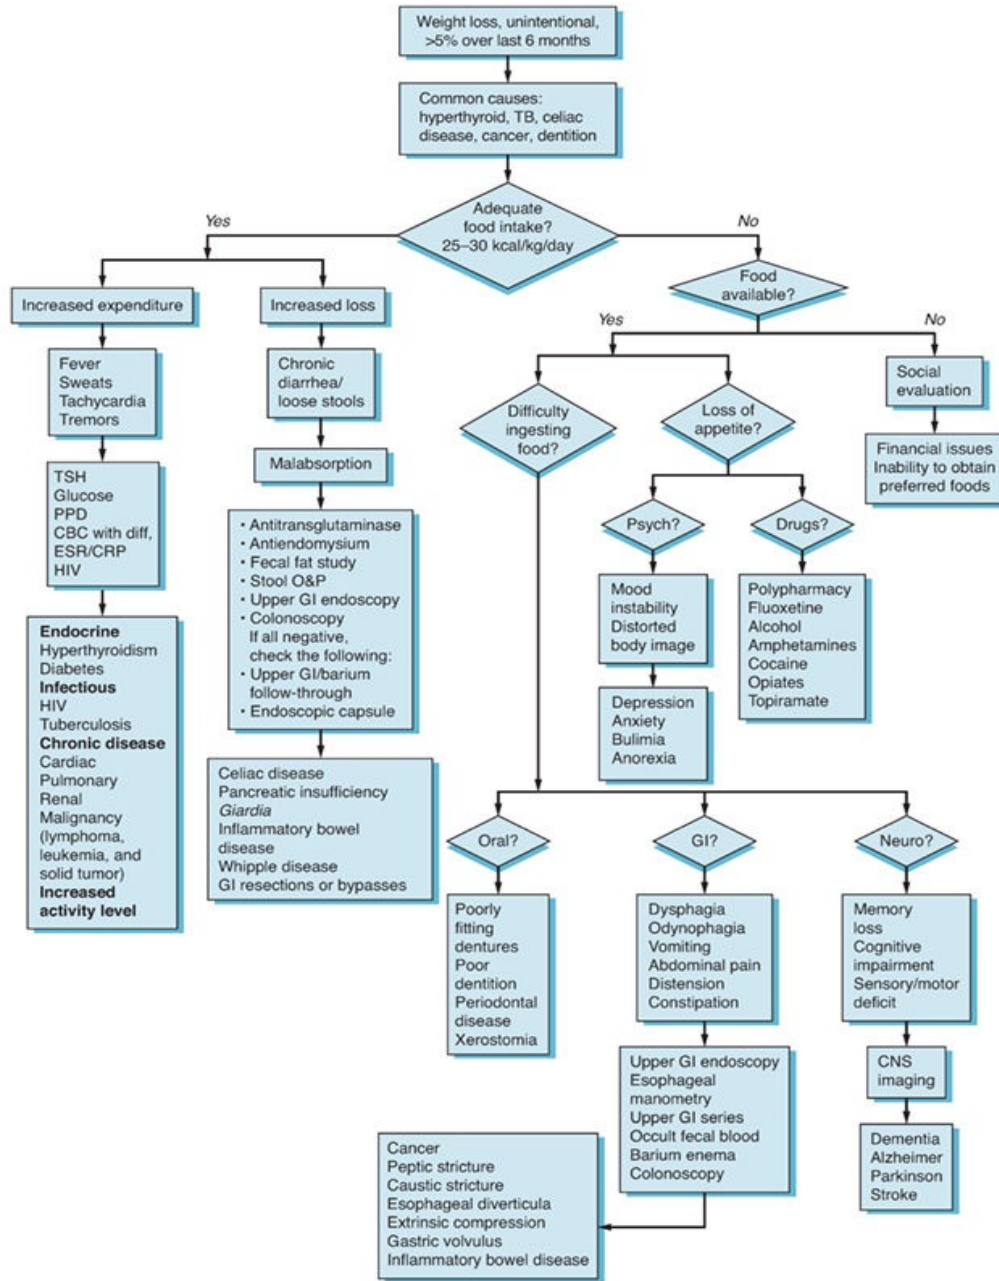 Weight loss, unintentional,
>5% over last 6 months
Common causes:
hyperthyroid, TB, celiac
disease, cancer, dentition
Adequate
food intake?
25–30 kcal/kg/day
Yes
No
Increased expenditure
Fever
Sweats
Tachycardia
Tremors
TSH
Glucose
PPD
CBC with diff,
ESR/CRP
HIV
Endocrine
Hyperthyroidism
Diabetes
Infectious
HIV
Tuberculosis
Chronic disease
Cardiac
Pulmonary
Renal
Malignancy
(lymphoma,
leukemia, and
solid tumor)
Increased
activity level
Increased loss
Chronic
diarrhea/
loose stools
Malabsorption
• Antitransglutaminase
• Antiendomysium
• Fecal fat study
• Stool O&P
• Upper GI endoscopy
• Colonoscopy
If all negative,
check the following:
• Upper GI/barium
follow-through
• Endoscopic capsule
Celiac disease
Pancreatic insufficiency
Giardia
Inflammatory bowel
disease
Whipple disease
GI resections or bypasses
Food
available?
Yes
No
Social
evaluation
Financial issues
Inability to obtain
preferred foods
Difficulty
ingesting
food?
Loss of
appetite?
Psych?
Mood
instability
Distorted
body image
Depression
Anxiety
Bulimia
Anorexia
Drugs?
Polypharmacy
Fluoxetine
Alcohol
Amphetamines
Cocaine
Opiates
Topiramate
Oral?
Poorly
fitting
dentures
Poor
dentition
Periodontal
disease
Xerostomia
GI?
Dysphagia
Odynophagia
Vomiting
Abdominal pain
Distension
Constipation
Upper GI endoscopy
Esophageal
manometry
Upper GI series
Occult fecal blood
Barium enema
Colonoscopy
Cancer
Peptic stricture
Caustic stricture
Esophageal diverticula
Extrinsic compression
Gastric volvulus
Inflammatory bowel disease
Neuro?
Memory
loss
Cognitive
impairment
Sensory/motor
deficit
CNS
imaging
Dementia
Alzheimer
Parkinson
Stroke